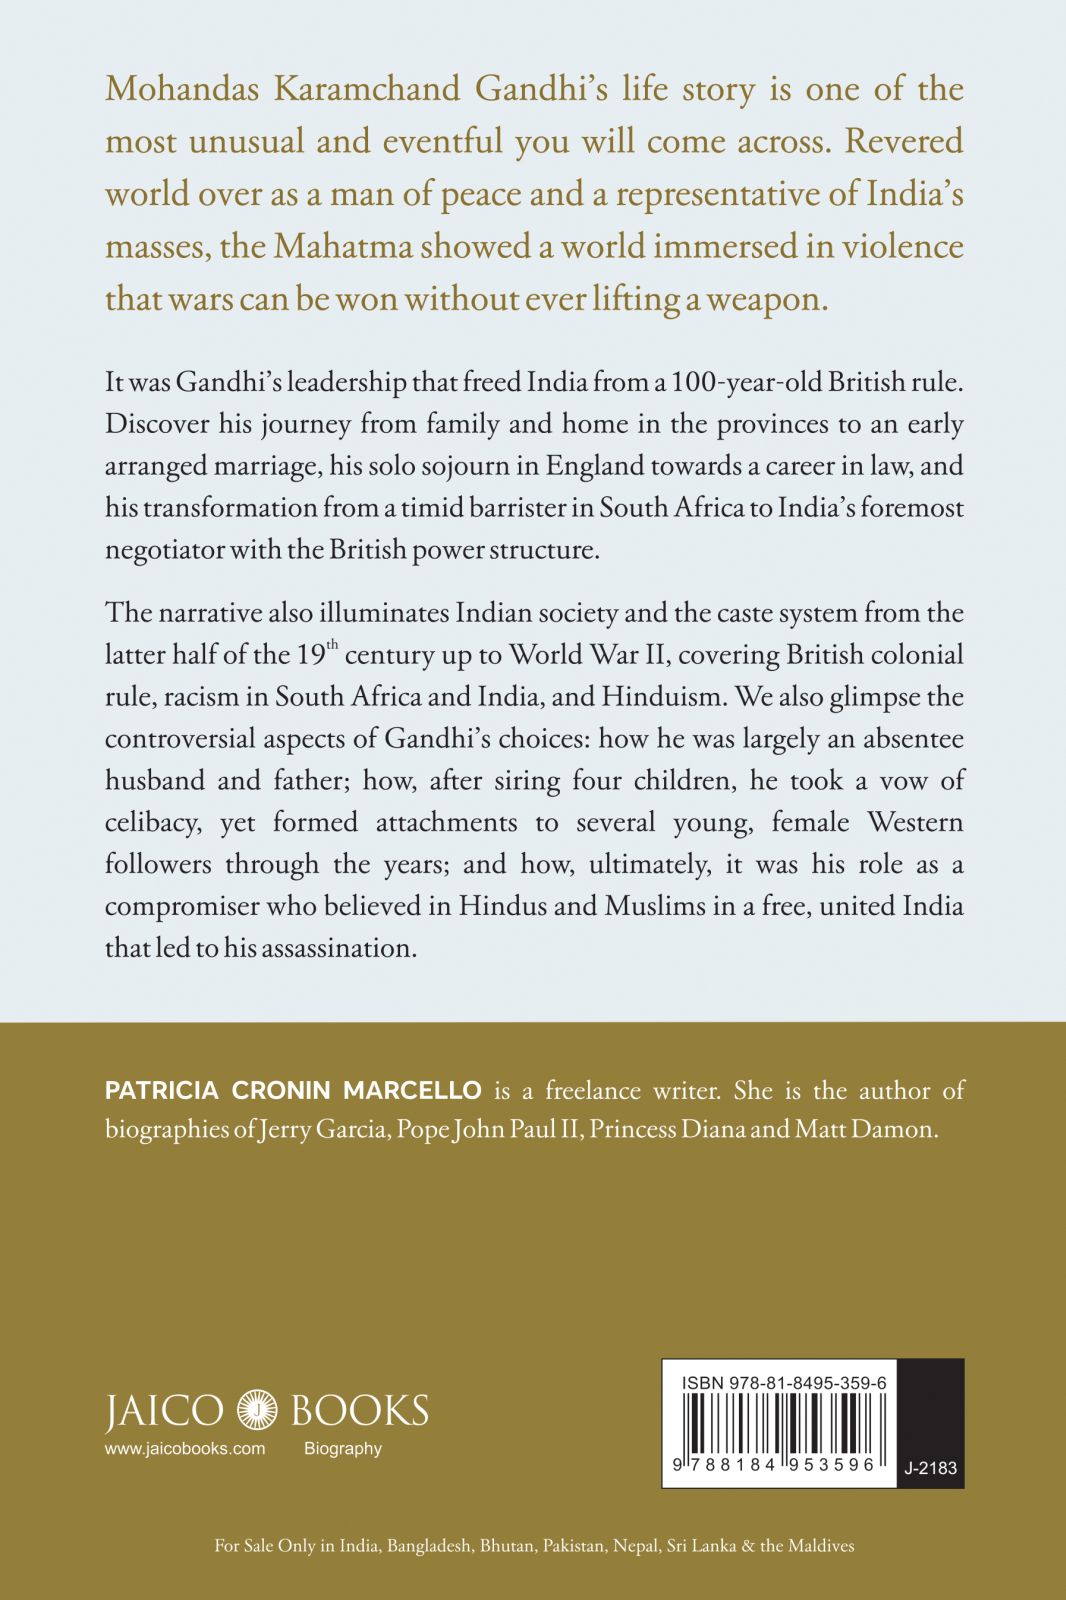 Mohandas Karamchand Gandhi’s life story is one of the
most unusual and eventful you will come across. Revered
world over as a man of peace and a representative of India’s
masses, the Mahatma showed a world immersed in violence
that wars can be won without ever lifting a weapon.
It was Gandhi’s leadership that freed India from a 100-year-old British rule.
Discover his journey from family and home in the provinces to an early
arranged marriage, his solo sojourn in England towards a career in law, and
his transformation from a timid barrister in South Africa to India’s foremost
negotiator with the British power structure.
The narrative also illuminates Indian society and the caste system from the
latter half of the 19th century up to World War II, covering British colonial
rule, racism in South Africa and India, and Hinduism. We also glimpse the
controversial aspects of Gandhi’s choices: how he was largely an absentee
husband and father; how, after siring four children, he took a vow of
celibacy, yet formed attachments to several young, female Western
followers through the years; and how, ultimately, it was his role as a
compromiser who believed in Hindus and Muslims in a free, united India
that led to his assassination.
PATRICIA CRONIN MARCELLO is a freelance writer. She is the author of
biographies of Jerry Garcia, Pope John Paul II, Princess Diana and Matt Damon.
JAICO J BOOKS
www.jaicobooks.com Biography
ISBN 978-81-8495-359-6
9 788184 953596
J-2183
For Sale Only in India, Bangladesh, Bhutan, Pakistan, Nepal, Sri Lanka & the Maldives